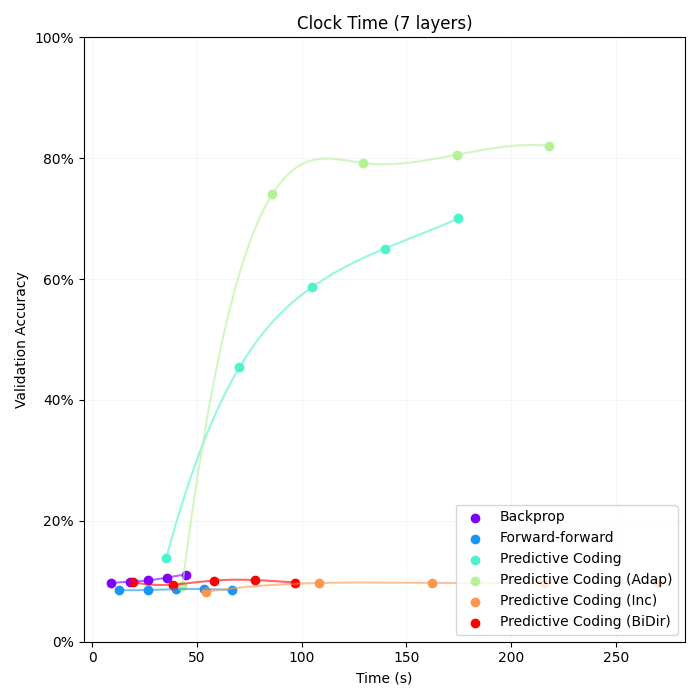 Clock Time (7 layers)
100%
80%
60%
40%
20%
0%
Validation Accuracy
0 50 100 150 200 250
Time (s)
Backprop
Forward-forward
Predictive Coding
Predictive Coding (Adap)
Predictive Coding (Inc)
Predictive Coding (BiDir)